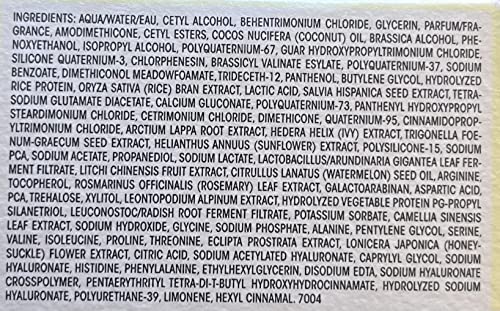 INGREDIENTS: AQUA/WATER/EAU, CETYL ALCOHOL, BEHENTRIMONIUM CHLORIDE, GLYCERIN, PARFUM/FRA-
GRANCE, AMODIMETHICONE, CETYL ESTERS, COCOS NUCIFERA (COCONUT) OIL, BRASSICA ALCOHOL, PHE-
NOXYETHANOL, ISOPROPYL ALCOHOL, POLYQUATERNIUM-67, GUAR HYDROXYPROPYLTRIMONIUM CHLORIDE,
SILICONE QUATERNIUM-3, CHLORPHENESIN, BRASSICYL VALINATE ESYLATE, POLYQUATERNIUM-37, SODIUM
BENZOATE, DIMETHICONOL MEADOWFOAMATE, TRIDECETH-12, PANTHENOL, BUTYLENE GLYCOL, HYDROLYZED
RICE PROTEIN, ORYZA SATIVA (RICE) BRAN EXTRACT, LACTIC ACID, SALVIA HISPANICA SEED EXTRACT, TETRA-
SODIUM GLUTAMATE DIACETATE, CALCIUM GLUCONATE, POLYQUATERNIUM-73, PANTHENYL HYDROXYPROPYL
STEARDIMONIUM CHLORIDE, CETRIMONIUM CHLORIDE, DIMETHICONE, QUATERNIUM-95, CINNAMIDOPRO-
PYLTRIMONIUM CHLORIDE, ARCTIUM LAPPA ROOT EXTRACT, HEDERA HELIX (IVY) EXTRACT, TRIGONELLA FOE-
NUM-GRAECUM SEED EXTRACT, HELIANTHUS ANNUUS (SUNFLOWER) EXTRACT, POLYSILICONE-15, SODIUM
PCA, SODIUM ACETATE, PROPANEDIOL, SODIUM LACTATE, LACTOBACILLUS/ARUNDINARIA GIGANTEA LEAF FER-
MENT FILTRATE, LITCHI CHINENSIS FRUIT EXTRACT, CITRULLUS LANATUS (WATERMELON) SEED OIL, ARGININE,
TOCOPHEROL, ROSMARINUS OFFICINALIS (ROSEMARY) LEAF EXTRACT, GALACTOARABINAN, ASPARTIC ACID,
PCA, TREHALOSE, XYLITOL, LEONTOPODIUM ALPINUM EXTRACT, HYDROLYZED VEGETABLE PROTEIN PG-PROPYL
SILANETRIOL, LEUCONOSTOC/RADISH ROOT FERMENT FILTRATE, POTASSIUM SORBATE, CAMELLIA SINENSIS
LEAF EXTRACT, SODIUM HYDROXIDE, GLYCINE, SODIUM PHOSPHATE, ALANINE, PENTYLENE GLYCOL, SERINE,
VALINE, ISOLEUCINE, PROLINE, THREONINE, ECLIPTA PROSTRATA EXTRACT, LONICERA JAPONICA (HONEY-
SUCKLE) FLOWER EXTRACT, CITRIC ACID, SODIUM ACETYLATED HYALURONATE, CAPRYLYL GLYCOL, SODIUM
HYALURONATE, HISTIDINE, PHENYLALANINE, ETHYLHEXYLGLYCERIN, DISODIUM EDTA, SODIUM HYALURONATE
CROSSPOLYMER, PENTAERYTHRITYL TETRA-DI-T-BUTYL HYDROXYHYDROCINNAMATE, HYDROLYZED SODIUM
HYALURONATE, POLYURETHANE-39, LIMONENE, HEXYL CINNAMAL. 7004